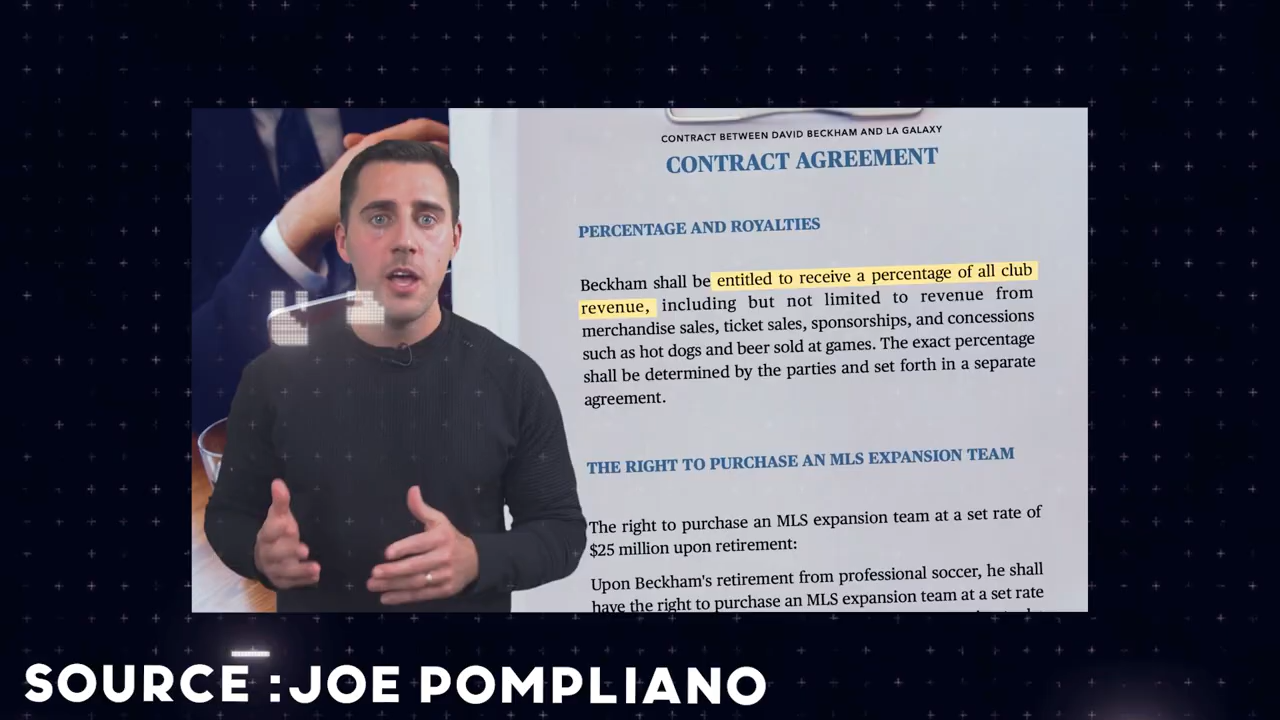 CONTRACT BETWEEN DAVID BECKHAM AND LA GALAXY
CONTRACT AGREEMENT
PERCENTAGE AND ROYALTIES
Beckham shall be entitled to receive a percentage of all club
revenue, including but not limited to revenue from
merchandise sales, ticket sales, sponsorships, and concessions
such as hot dogs and beer sold at games. The exact percentage
shall be determined by the parties and set forth in a separate
agreement.
THE RIGHT TO PURCHASE AN MLS EXPANSION TEAM
The right to purchase an MLS expansion team at a set rate of
$25 million upon retirement:
Upon Beckham's retirement from professional soccer, he shall
have the right to purchase an MLS expansion team at a set rate
SOURCE : JOE POMPLIANO